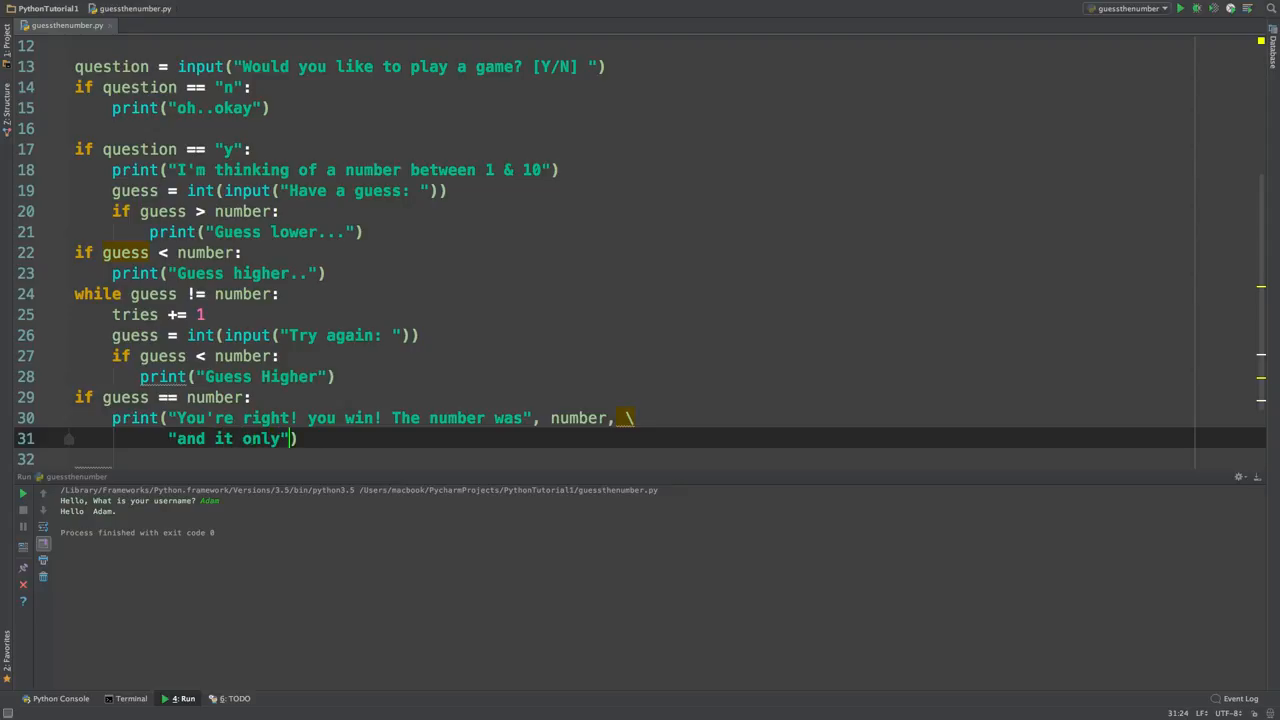 PythonTutorial1 guessthenumber.py guessthenumber
guessthenumber.py
12
13 question = input("Would you like to play a game? [Y/N] ")
14 if question == "n":
15 print("oh..okay")
16
17 if question == "y":
18 print("I'm thinking of a number between 1 & 10")
19 guess = int(input("Have a guess: "))
20 if guess > number:
21 print("Guess lower...")
22 if guess < number:
23 print("Guess higher..")
24 while guess != number:
25 tries += 1
26 guess = int(input("Try again: "))
27 if guess < number:
28 print("Guess Higher")
29 if guess == number:
30 print("You're right! you win! The number was", number, \
31 "and it only")
32
1: Project
Z: Structure
2: Favorites
Database
Run guessthenumber
/Library/Frameworks/Python.framework/Versions/3.5/bin/python3.5 /Users/macbook/PycharmProjects/PythonTutorial1/guessthenumber.py
Hello, What is your username? Adam
Hello  Adam.
Process finished with exit code 0
Python Console Terminal 4: Run 6: TODO Event Log
31:24 LF÷ UTF-8÷